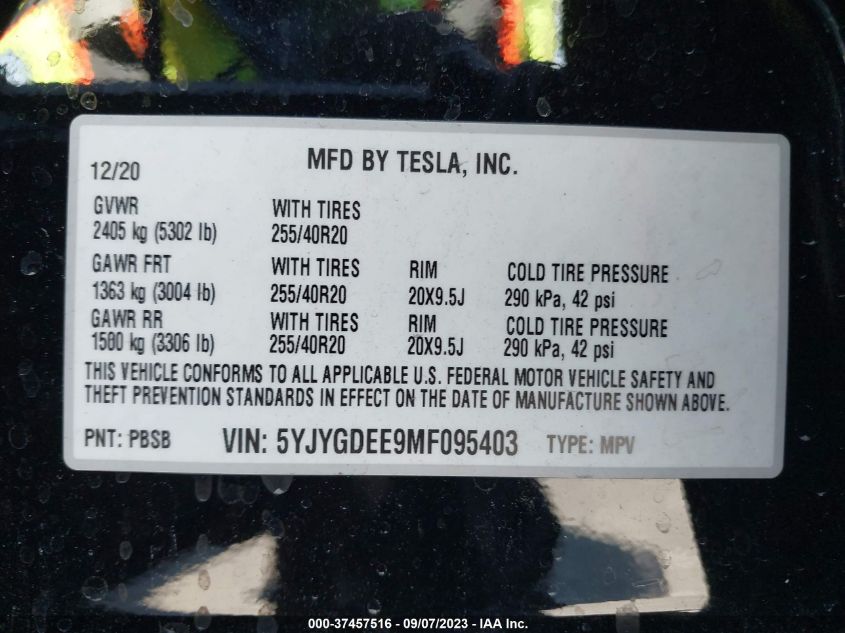 MFD BY TESLA, INC.
12/20
GVWR WITH TIRES
2405 kg (5302 lb) 255/40R20
GAWR FRT WITH TIRES RIM COLD TIRE PRESSURE
1363 kg (3004 lb) 255/40R20 20X9.5J 290 kPa, 42 psi
GAWR RR WITH TIRES RIM COLD TIRE PRESSURE
1500 kg (3306 lb) 255/40R20 20X9.5J 290 kPa, 42 psi
THIS VEHICLE CONFORMS TO ALL APPLICABLE U.S. FEDERAL MOTOR VEHICLE SAFETY AND
THEFT PREVENTION STANDARDS IN EFFECT ON THE DATE OF MANUFACTURE SHOWN ABOVE.
PNT: PBSB VIN: 5YJYGDEE9MF095403 TYPE: MPV
000-37457516 - 09/07/2023 - IAA Inc.